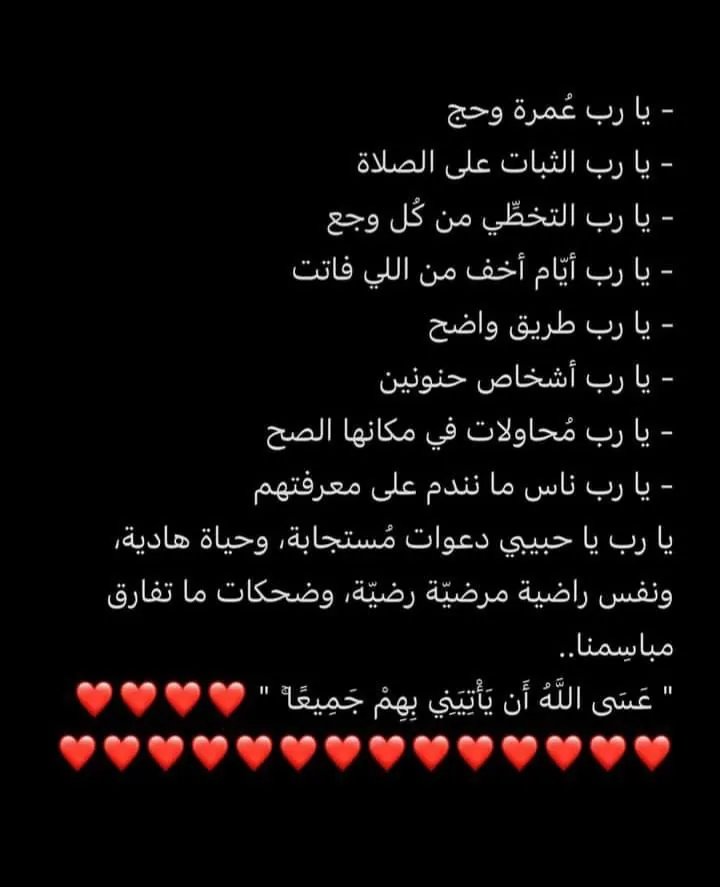 - يا رب عُمرة وحج
- يا رب الثبات على الصلاة
- يا رب التخطِّي من كُل وجع
- يا رب أيّام أخف من اللي فاتت
- يا رب طريق واضح
- يا رب أشخاص حنونين
- يا رب مُحاولات في مكانها الصح
- يا رب ناس ما نندم على معرفتهم
يا رب يا حبيبي دعوات مُستجابة، وحياة هادية،
ونفس راضية مرضيّة رضيّة، وضحكات ما تفارق
مباسِمنا..
" عَسَى اللَّهُ أَن يَأْتِيَنِي بِهِمْ جَمِيعًا ۚ " ❤️❤️❤️❤️
❤️❤️❤️❤️❤️❤️❤️❤️❤️❤️❤️❤️❤️❤️